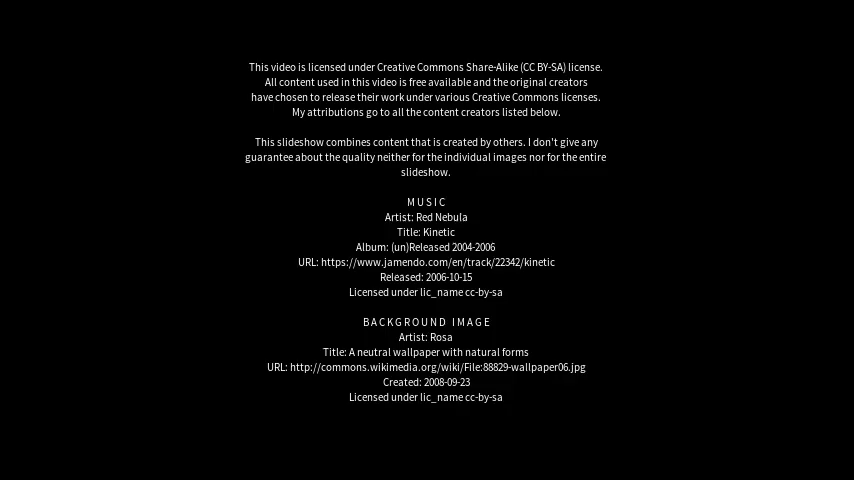 This video is licensed under Creative Commons Share-Alike (CC BY-SA) license.
All content used in this video is free available and the original creators
have chosen to release their work under various Creative Commons licenses.
My attributions go to all the content creators listed below.
This slideshow combines content that is created by others. I don't give any
guarantee about the quality neither for the individual images nor for the entire
slideshow.
MUSIC
Artist: Red Nebula
Title: Kinetic
Album: (un)Released 2004-2006
URL: https://www.jamendo.com/en/track/22342/kinetic
Released: 2006-10-15
Licensed under lic_name cc-by-sa
BACKGROUND IMAGE
Artist: Rosa
Title: A neutral wallpaper with natural forms
URL: http://commons.wikimedia.org/wiki/File:88829-wallpaper06.jpg
Created: 2008-09-23
Licensed under lic_name cc-by-sa